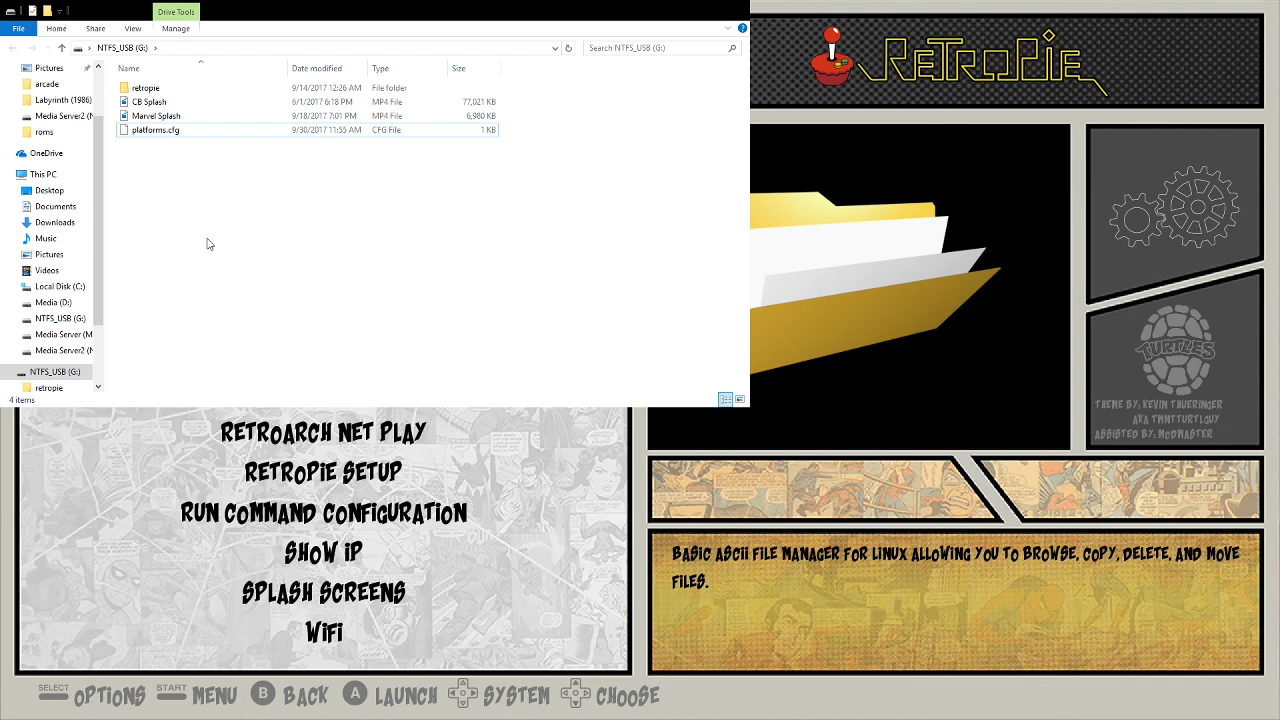 Drive Tools
File
Home
Share
View
Manage
NTFS_USB (G:)
Search NTFS_USB (G:)
Pictures
arcade
Labyrinth (1986)
Media Server2 (N
roms
OneDrive
This PC
Desktop
Documents
Downloads
Music
Pictures
Videos
Local Disk (C:)
Media (D:)
NTFS_USB (G:)
Media Server (M
Media Server2 (N
NTFS_USB (G:)
retropie
Name Date modified Type Size
retropie 9/14/2017 12:26 AM File folder
CB Splash 6/1/2017 6:18 PM MP4 File 77,021 KB
Marvel Splash 9/18/2017 7:01 PM MP4 File 6,980 KB
platforms.cfg 9/30/2017 11:55 AM CFG File 1 KB
4 items
RETROPIE
TURTLES
THEME BY: KEVIN THUERINGER
AKA TMNTTURTLGUY
ASSISTED BY: MODMASTER
RETROARCH NET PLAY
RETROPIE SETUP
RUN COMMAND CONFIGURATION
SHOW IP
SPLASH SCREENS
WIFI
BASIC ASCII FILE MANAGER FOR LINUX ALLOWING YOU TO BROWSE, COPY, DELETE, AND MOVE
FILES.
SELECT OPTIONS START MENU B BACK A LAUNCH SYSTEM CHOOSE